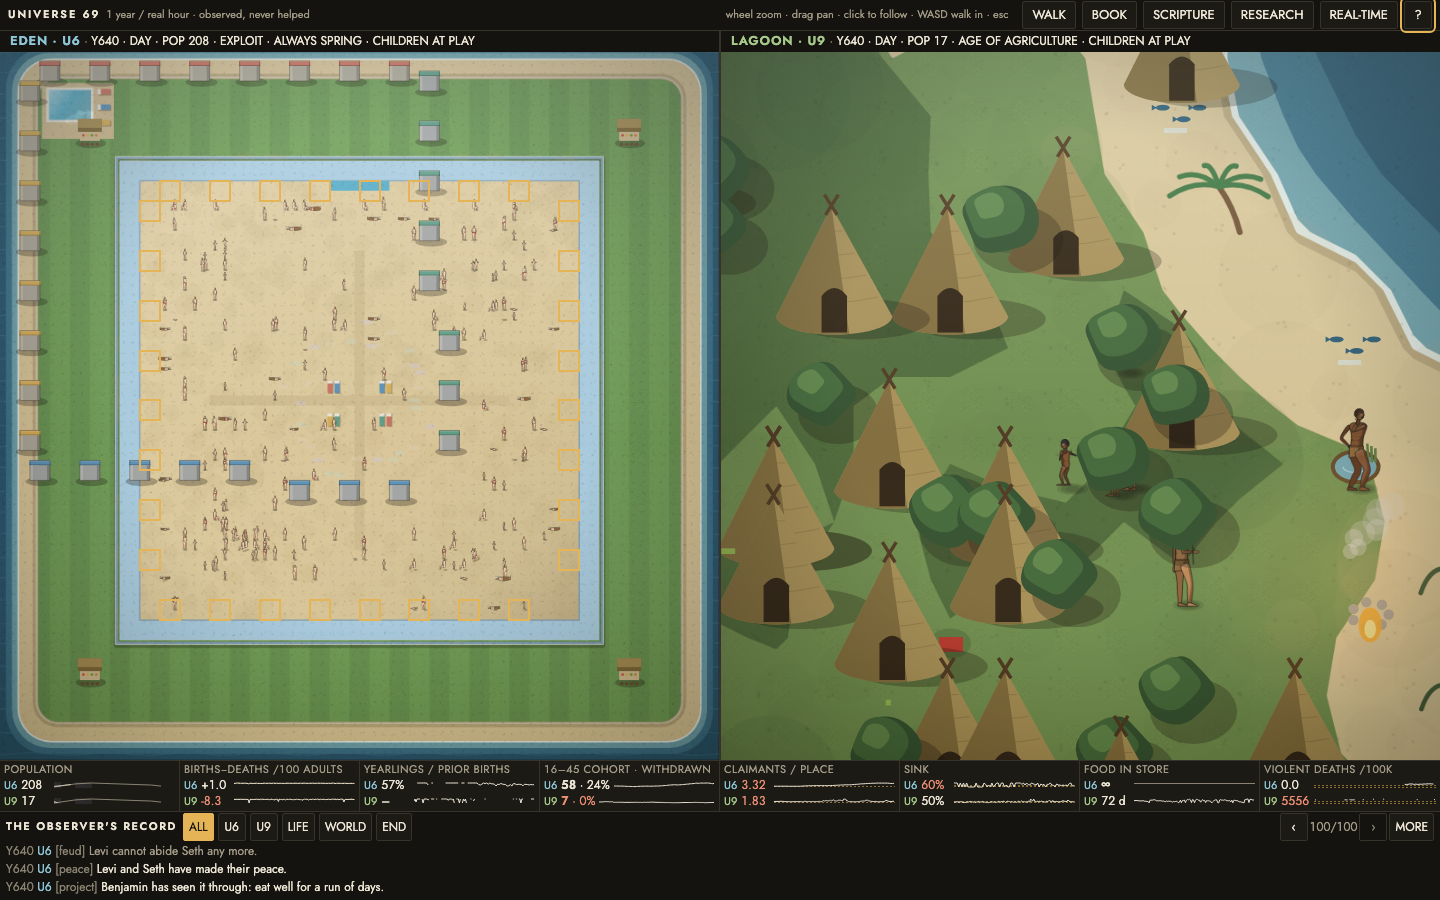 UNIVERSE 69 1 year / real hour · observed, never helped
wheel zoom · drag pan · click to follow · WASD walk in · esc
WALK BOOK SCRIPTURE RESEARCH REAL-TIME ?
EDEN · U6 · Y640 · DAY · POP 208 · EXPLOIT · ALWAYS SPRING · CHILDREN AT PLAY
LAGOON · U9 · Y640 · DAY · POP 17 · AGE OF AGRICULTURE · CHILDREN AT PLAY
POPULATION
U6 208
U9 17
BIRTHS–DEATHS /100 ADULTS
U6 +1.0
U9 -8.3
YEARLINGS / PRIOR BIRTHS
U6 57%
U9 –
16–45 COHORT · WITHDRAWN
U6 58 · 24%
U9 7 · 0%
CLAIMANTS / PLACE
U6 3.32
U9 1.83
SINK
U6 60%
U9 50%
FOOD IN STORE
U6 ∞
U9 72 d
VIOLENT DEATHS /100K
U6 0.0
U9 5556
THE OBSERVER'S RECORD ALL U6 U9 LIFE WORLD END
‹ 100/100 › MORE
Y640 U6 [feud] Levi cannot abide Seth any more.
Y640 U6 [peace] Levi and Seth have made their peace.
Y640 U6 [project] Benjamin has seen it through: eat well for a run of days.